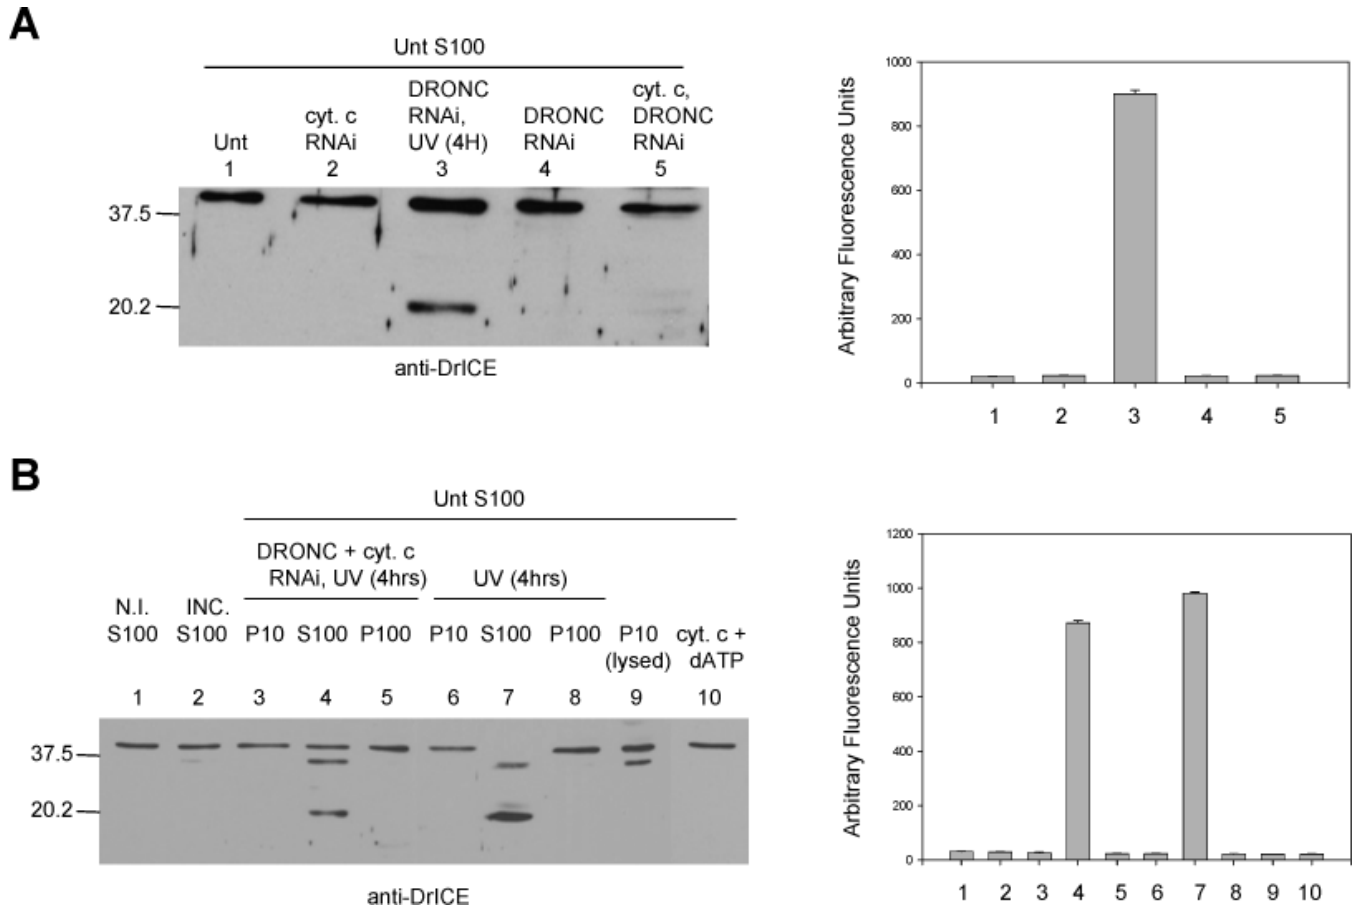 A
Unt S100
Unt
1
cyt. c
RNAi
2
DRONC
RNAi,
UV (4H)
3
DRONC
RNAi
4
cyt. c,
DRONC
RNAi
5
37.5
20.2
anti-DrICE
Arbitrary Fluorescence Units
1000
800
600
400
200
0
1 2 3 4 5
B
Unt S100
DRONC + cyt. c
RNAi, UV (4hrs)
UV (4hrs)
N.I.
S100
INC.
S100
P10 S100 P100 P10 S100 P100 P10
(lysed)
cyt. c +
dATP
1 2 3 4 5 6 7 8 9 10
37.5
20.2
anti-DrICE
Arbitrary Fluorescence Units
1200
1000
800
600
400
200
0
1 2 3 4 5 6 7 8 9 10